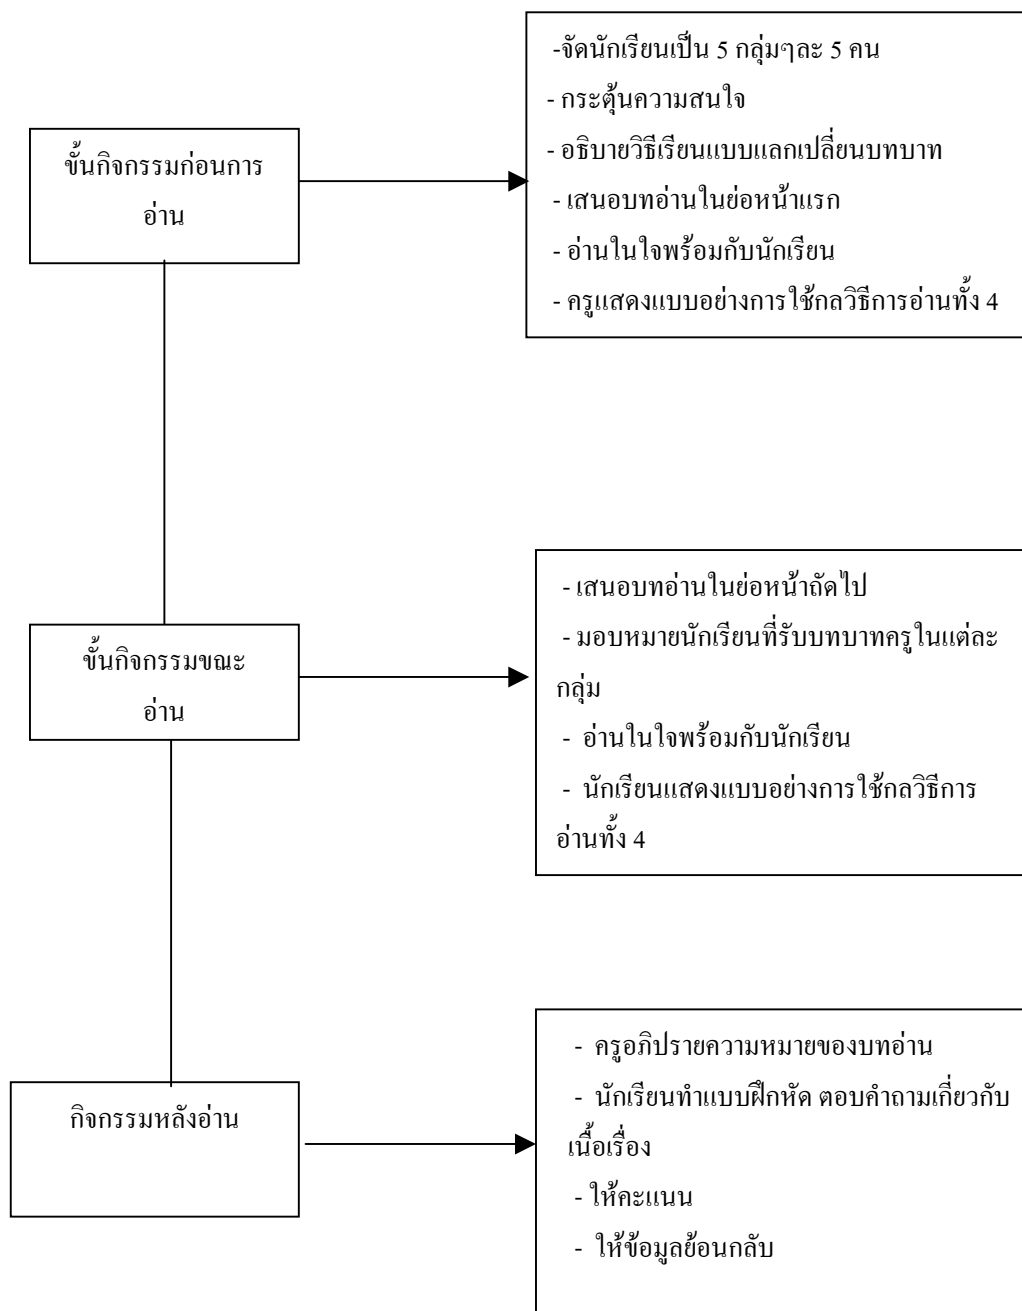 ขั้นกิจกรรมก่อนการ
อ่าน
-จัดนักเรียนเป็น 5 กลุ่มๆละ 5 คน
- กระตุ้นความสนใจ
- อธิบายวิธีเรียนแบบแลกเปลี่ยนบทบาท
- เสนอบทอ่านในย่อหน้าแรก
- อ่านในใจพร้อมกับนักเรียน
- ครูแสดงแบบอย่างการใช้กลวิธีการอ่านทั้ง 4
ขั้นกิจกรรมขณะ
อ่าน
- เสนอบทอ่านในย่อหน้าถัดไป
- มอบหมายนักเรียนที่รับบทบาทครูในแต่ละ
กลุ่ม
- อ่านในใจพร้อมกับนักเรียน
- นักเรียนแสดงแบบอย่างการใช้กลวิธีการ
อ่านทั้ง 4
กิจกรรมหลังอ่าน
- ครูอภิปรายความหมายของบทอ่าน
- นักเรียนทำแบบฝึกหัด ตอบคำถามเกี่ยวกับ
เนื้อเรื่อง
- ให้คะแนน
- ให้ข้อมูลย้อนกลับ